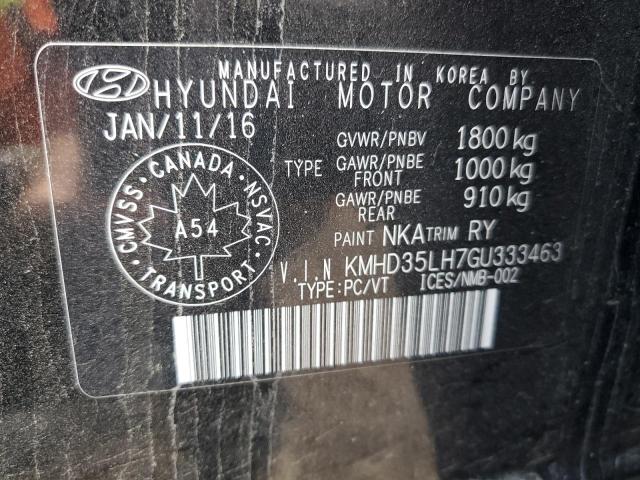 MANUFACTURED IN KOREA BY
HYUNDAI MOTOR COMPANY
JAN/11/16
GVWR/PNBV 1800 kg
TYPE GAWR/PNBE FRONT 1000 kg
GAWR/PNBE REAR 910 kg
PAINT NKA TRIM RY
V.I.N KMHD35LH7GU333463
TYPE:PC/VT ICES/NMB-002
CANADA
CMVSS · NSVAC
A54
TRANSPORT